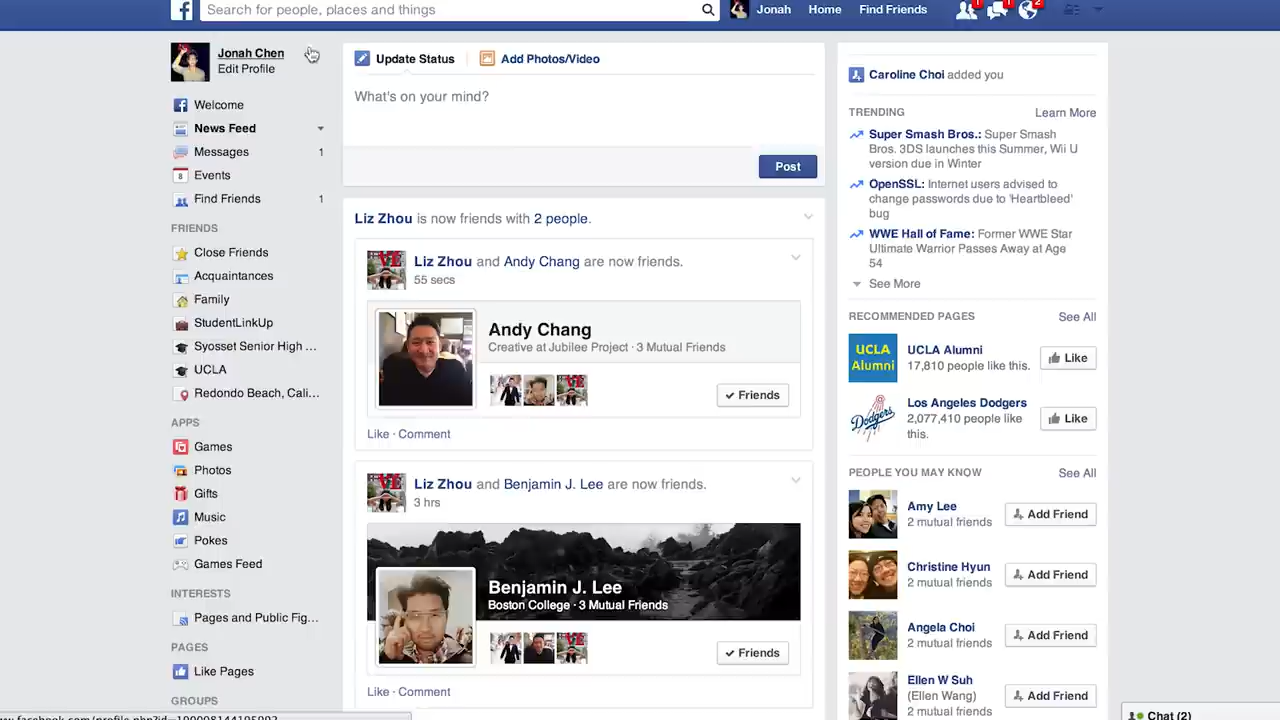 Search for people, places and things
Jonah
Home
Find Friends
1
1
2
Jonah Chen
Edit Profile
Welcome
News Feed
Messages 1
8 Events
Find Friends 1
FRIENDS
Close Friends
Acquaintances
Family
StudentLinkUp
Syosset Senior High ...
UCLA
Redondo Beach, Cali...
APPS
Games
Photos
Gifts
Music
Pokes
Games Feed
INTERESTS
Pages and Public Fig...
PAGES
Like Pages
GROUPS
Update Status
Add Photos/Video
What's on your mind?
Post
Liz Zhou is now friends with 2 people.
Liz Zhou and Andy Chang are now friends.
55 secs
Andy Chang
Creative at Jubilee Project · 3 Mutual Friends
Friends
Like · Comment
Liz Zhou and Benjamin J. Lee are now friends.
3 hrs
Benjamin J. Lee
Boston College · 3 Mutual Friends
Friends
Like · Comment
Caroline Choi added you
TRENDING
Learn More
Super Smash Bros.: Super Smash
Bros. 3DS launches this Summer, Wii U
version due in Winter
OpenSSL: Internet users advised to
change passwords due to 'Heartbleed'
bug
WWE Hall of Fame: Former WWE Star
Ultimate Warrior Passes Away at Age
54
See More
RECOMMENDED PAGES
See All
UCLA
Alumni
UCLA Alumni
17,810 people like this.
Like
Dodgers
Los Angeles Dodgers
2,077,410 people like
this.
Like
PEOPLE YOU MAY KNOW
See All
Amy Lee
2 mutual friends
Add Friend
Christine Hyun
2 mutual friends
Add Friend
Angela Choi
2 mutual friends
Add Friend
Ellen W Suh
(Ellen Wang)
2 mutual friends
Add Friend
Chat (2)